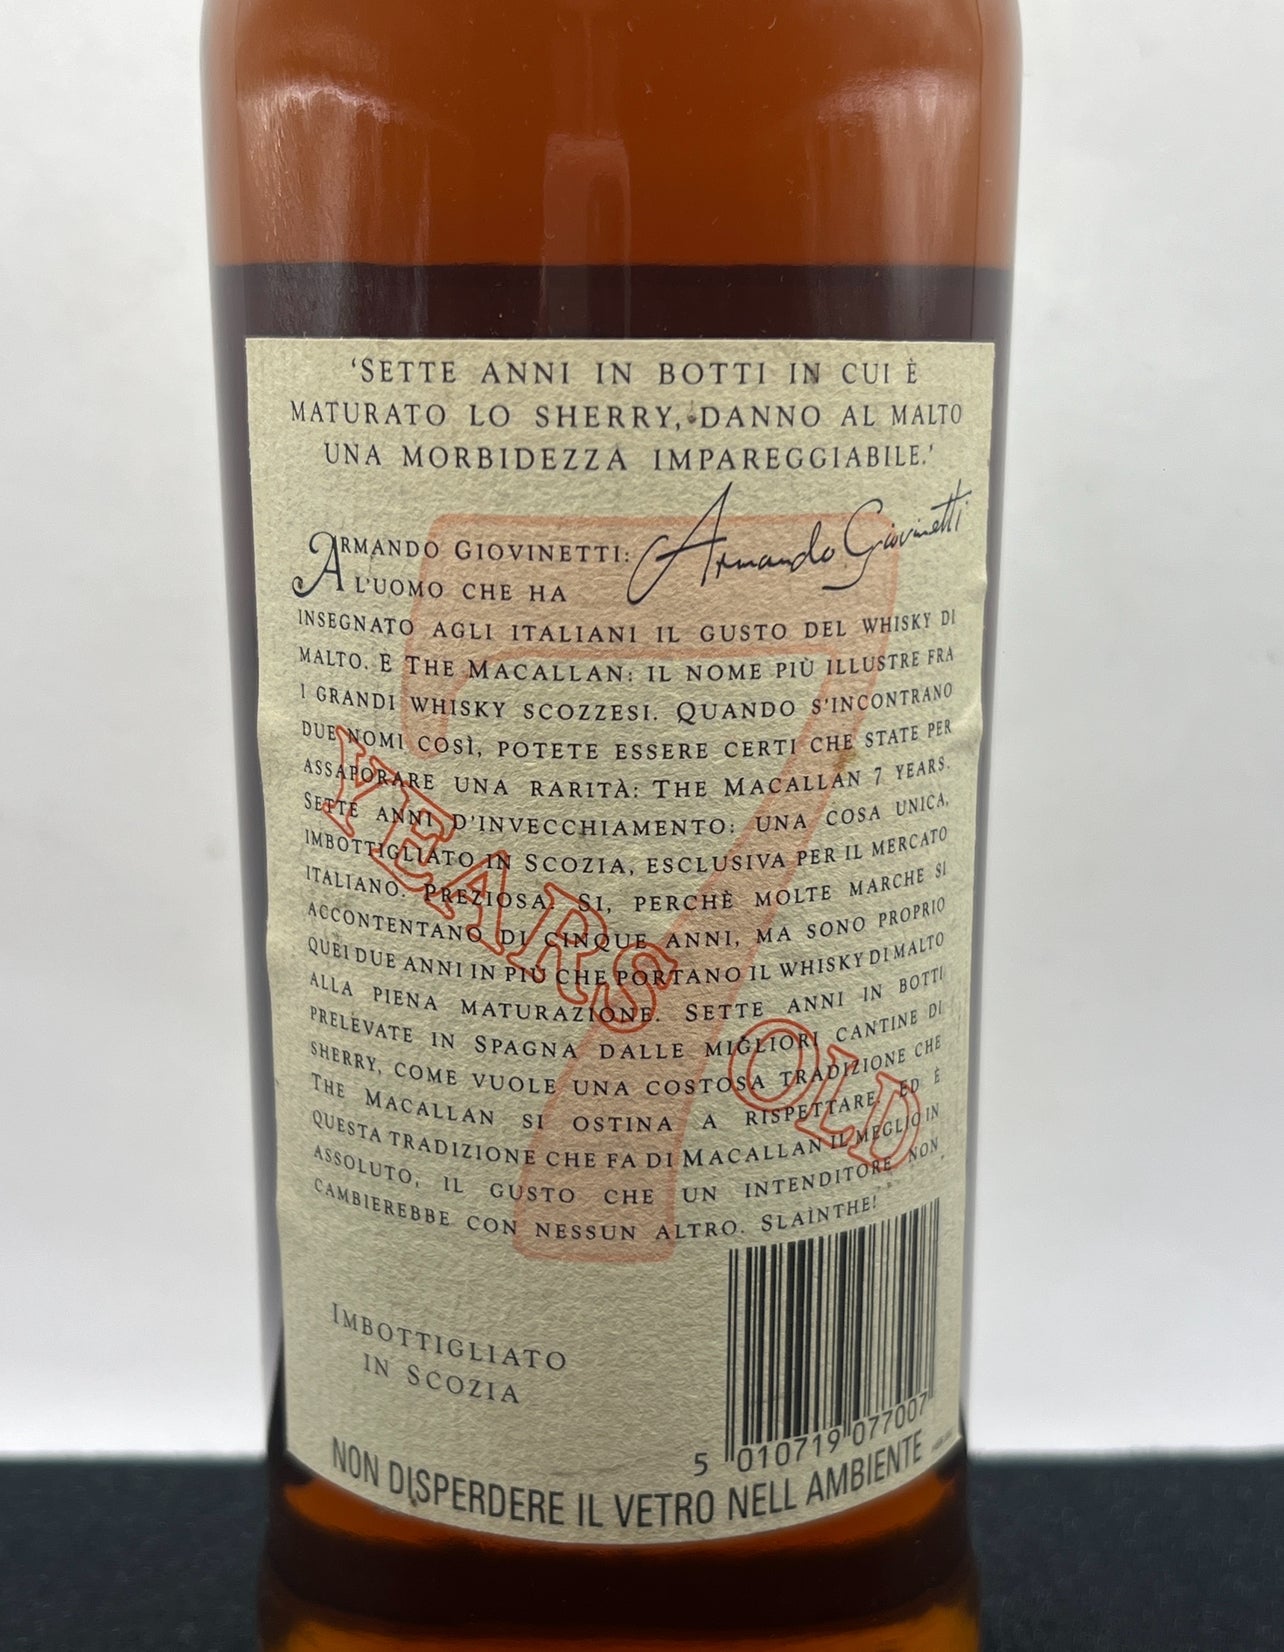 'SETTE ANNI IN BOTTI IN CUI È
MATURATO LO SHERRY, DANNO AL MALTO
UNA MORBIDEZZA IMPAREGGIABILE.'
Armando Giovinetti
ARMANDO GIOVINETTI:
L'UOMO CHE HA
INSEGNATO AGLI ITALIANI IL GUSTO DEL WHISKY DI
MALTO. E THE MACALLAN: IL NOME PIÙ ILLUSTRE FRA
I GRANDI WHISKY SCOZZESI. QUANDO S'INCONTRANO
DUE NOMI COSÌ, POTETE ESSERE CERTI CHE STATE PER
ASSAPORARE UNA RARITÀ: THE MACALLAN 7 YEARS.
SETTE ANNI D'INVECCHIAMENTO: UNA COSA UNICA,
IMBOTTIGLIATO IN SCOZIA, ESCLUSIVA PER IL MERCATO
ITALIANO. PREZIOSA. SI, PERCHÈ MOLTE MARCHE SI
ACCONTENTANO DI CINQUE ANNI, MA SONO PROPRIO
QUEI DUE ANNI IN PIÙ CHE PORTANO IL WHISKY DI MALTO
ALLA PIENA MATURAZIONE. SETTE ANNI IN BOTTI
PRELEVATE IN SPAGNA DALLE MIGLIORI CANTINE DI
SHERRY, COME VUOLE UNA COSTOSA TRADIZIONE CHE
THE MACALLAN SI OSTINA A RISPETTARE. ED È
QUESTA TRADIZIONE CHE FA DI MACALLAN IL MEGLIO IN
ASSOLUTO, IL GUSTO CHE UN INTENDITORE NON
CAMBIEREBBE CON NESSUN ALTRO. SLAÌNTHE!
7
YEARS
OLD
IMBOTTIGLIATO
IN SCOZIA
5 010719 077007
NON DISPERDERE IL VETRO NELL AMBIENTE